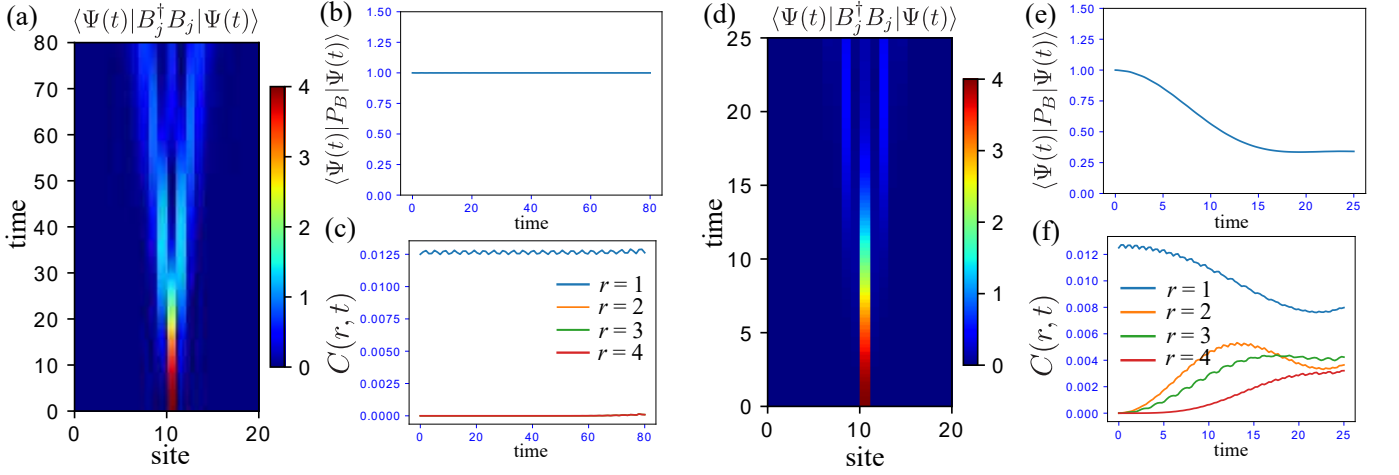 (a)
⟨Ψ(t)|B†_j B_j|Ψ(t)⟩
80
70
60
50
40
30
20
10
0
time
0
10
20
site
4
3
2
1
0
(b)
⟨Ψ(t)|P_B|Ψ(t)⟩
1.50
1.25
1.00
0.75
0.50
0.25
0.00
0
20
40
60
80
time
(c)
C(r, t)
0.0125
0.0100
0.0075
0.0050
0.0025
0.0000
r = 1
r = 2
r = 3
r = 4
0
20
40
60
80
time
(d)
⟨Ψ(t)|B†_j B_j|Ψ(t)⟩
25
20
15
10
5
0
time
0
10
20
site
4
3
2
1
0
(e)
⟨Ψ(t)|P_B|Ψ(t)⟩
1.50
1.25
1.00
0.75
0.50
0.25
0.00
0
5
10
15
20
25
time
(f)
C(r, t)
0.012
0.010
0.008
0.006
0.004
0.002
0.000
r = 1
r = 2
r = 3
r = 4
0
5
10
15
20
25
time